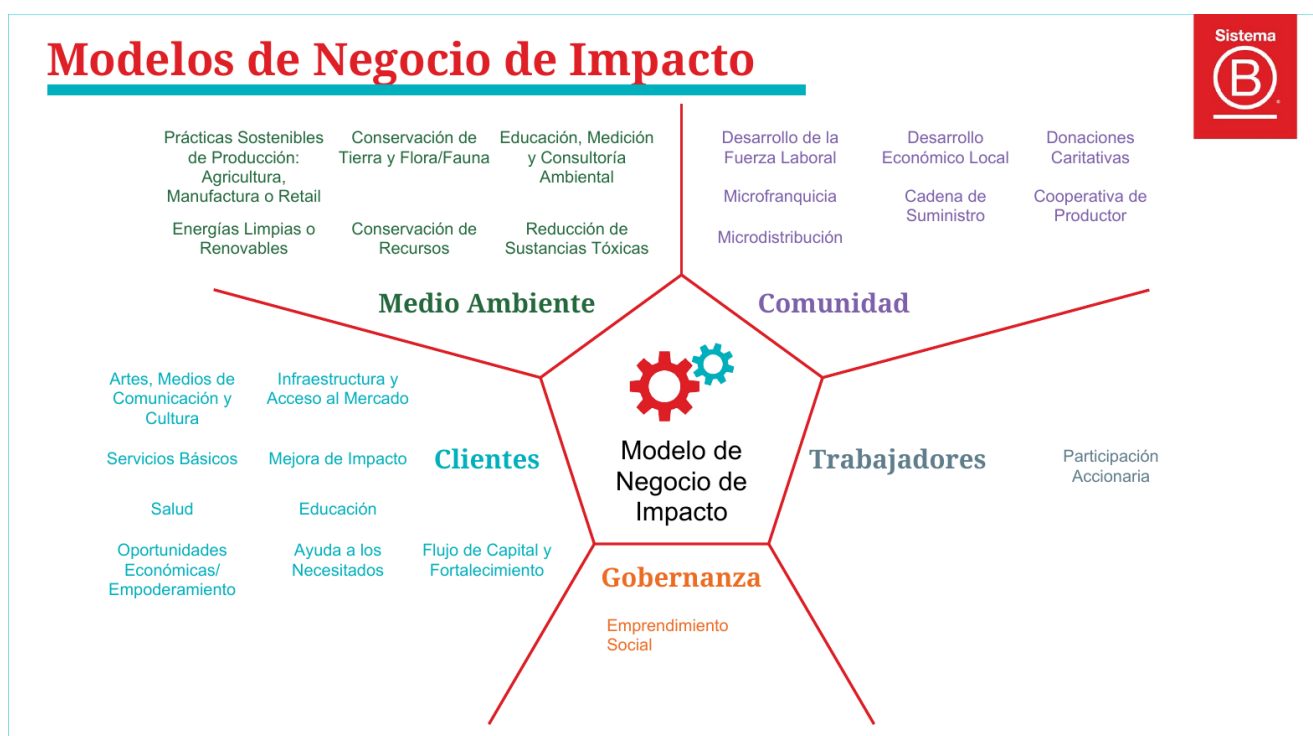 Modelos de Negocio de Impacto
Sistema
B
Prácticas Sostenibles
de Producción:
Agricultura,
Manufactura o Retail
Conservación de
Tierra y Flora/Fauna
Educación, Medición
y Consultoría
Ambiental
Energías Limpias o
Renovables
Conservación de
Recursos
Reducción de
Sustancias Tóxicas
Medio Ambiente
Desarrollo de la
Fuerza Laboral
Desarrollo
Económico Local
Donaciones
Caritativas
Microfranquicia
Cadena de
Suministro
Cooperativa de
Productor
Microdistribución
Comunidad
Artes, Medios de
Comunicación y
Cultura
Infraestructura y
Acceso al Mercado
Servicios Básicos
Mejora de Impacto
Clientes
Salud
Educación
Oportunidades
Económicas/
Empoderamiento
Ayuda a los
Necesitados
Flujo de Capital y
Fortalecimiento
Modelo de
Negocio de
Impacto
Trabajadores
Participación
Accionaria
Gobernanza
Emprendimiento
Social